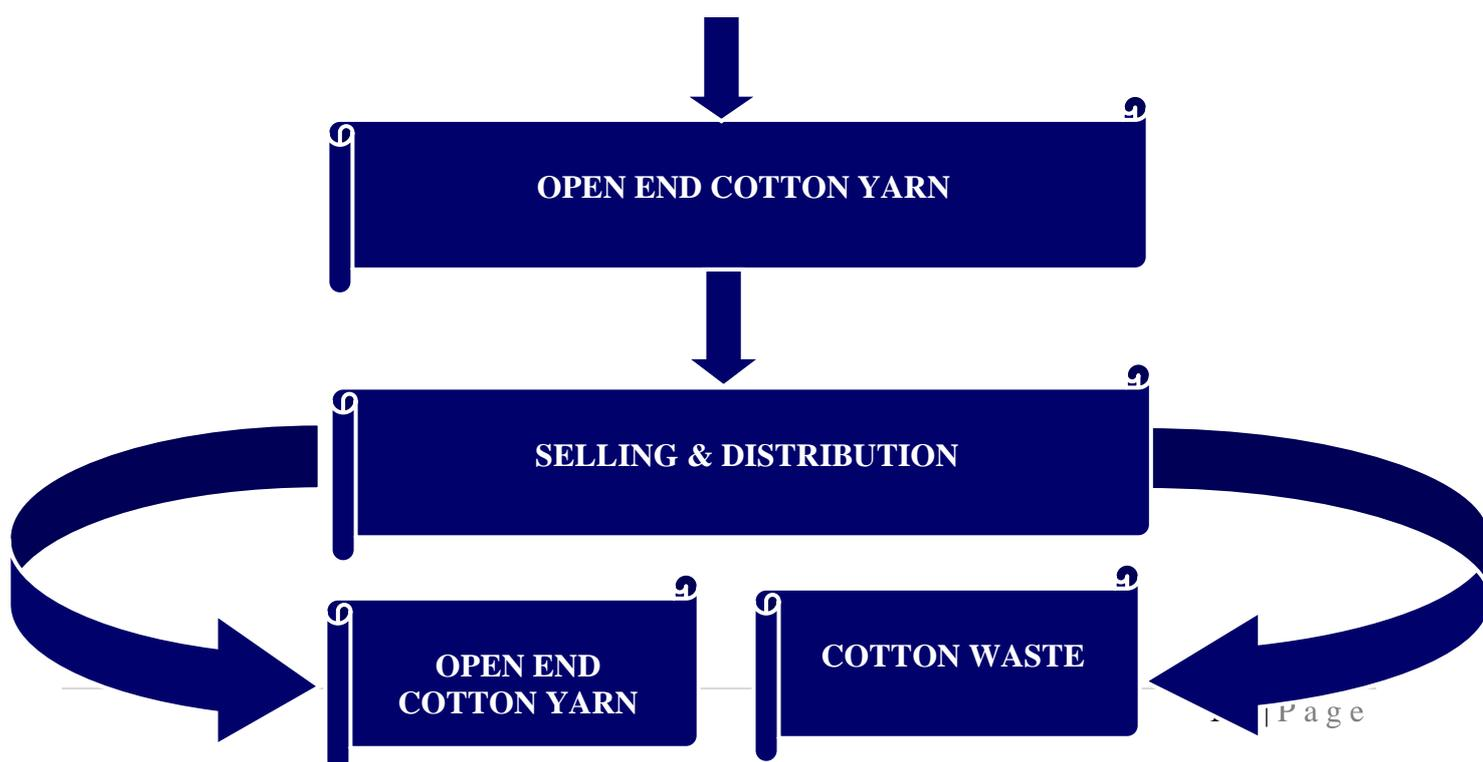 OPEN END COTTON YARN
SELLING & DISTRIBUTION
OPEN END
COTTON YARN
COTTON WASTE
| P a g e